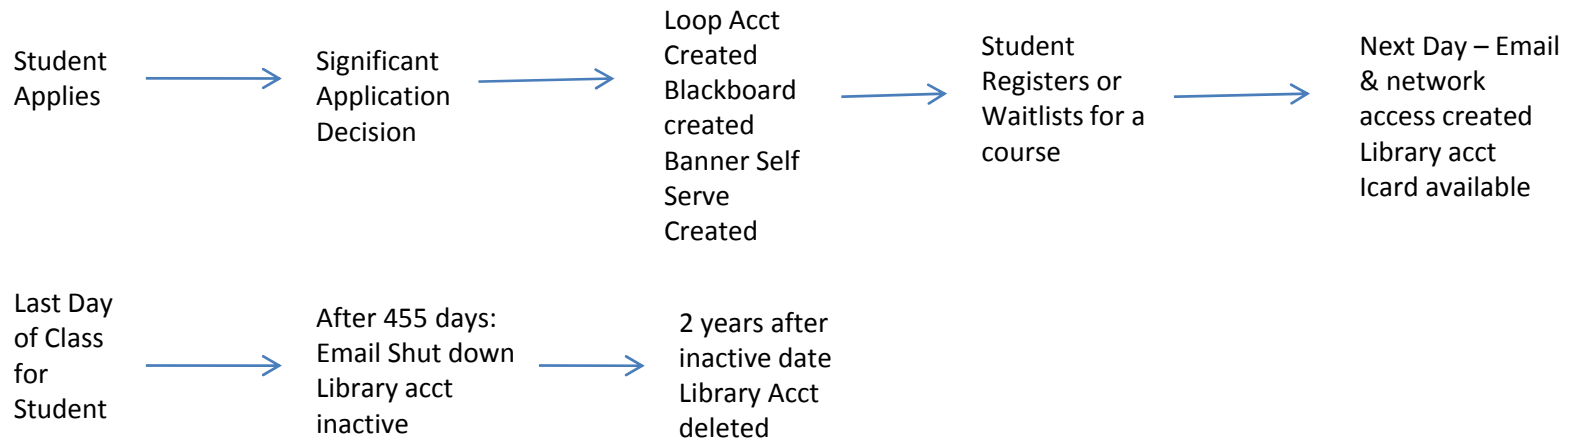 Student
Applies
Significant
Application
Decision
Loop Acct
Created
Blackboard
created
Banner Self
Serve
Created
Student
Registers or
Waitlists for a
course
Next Day – Email
& network
access created
Library acct
Icard available
Last Day
of Class
for
Student
After 455 days:
Email Shut down
Library acct
inactive
2 years after
inactive date
Library Acct
deleted